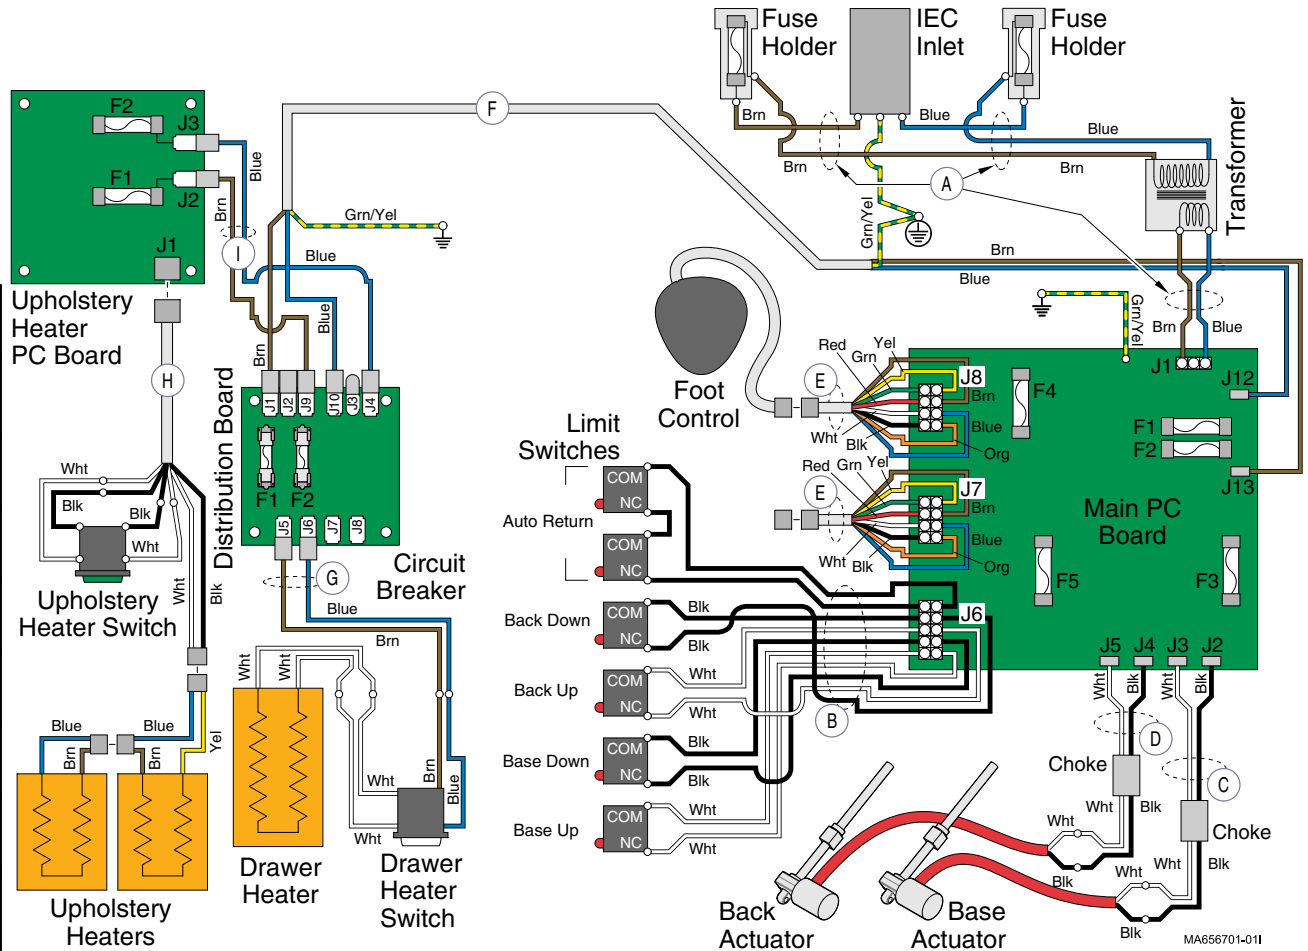 Fuse
Holder
IEC
Inlet
Fuse
Holder
Brn
Blue
Blue
Brn
A
Transformer
F
F2
J3
F1
J2
J1
Blue
Brn
I
Upholstery
Heater
PC Board
Grn/Yel
Blue
Blue
Brn
Grn/Yel
Brn
Blue
Grn/Yel
Brn
Blue
Foot
Control
H
Distribution Board
J1
J2
J9
J10
J3
J4
F1
F2
J5
J6
J7
J8
Circuit
Breaker
G
Blue
Brn
Wht
Blk
Blk
Wht
Upholstery
Heater Switch
Wht
Blk
Blue
Brn
Blue
Brn
Yel
Upholstery
Heaters
Wht
Wht
Drawer
Heater
Wht
Wht
Brn
Blue
Drawer
Heater
Switch
Limit
Switches
COM
NC
Auto Return
COM
NC
Back Down
COM
NC
Blk
Blk
Back Up
COM
NC
Wht
Wht
Base Down
COM
NC
Blk
Blk
Base Up
COM
NC
Wht
Wht
B
E
Red
Grn
Yel
Wht
Blk
J8
Brn
Blue
Org
E
Red
Grn
Yel
Wht
Blk
J7
Brn
Blue
Org
J6
J1
J12
F4
F1
F2
J13
Main PC
Board
F5
F3
J5
J4
J3
J2
Wht
Blk
Wht
Blk
D
C
Choke
Wht
Blk
Choke
Wht
Blk
Wht
Blk
Wht
Blk
Back
Actuator
Base
Actuator
MA656701-01I